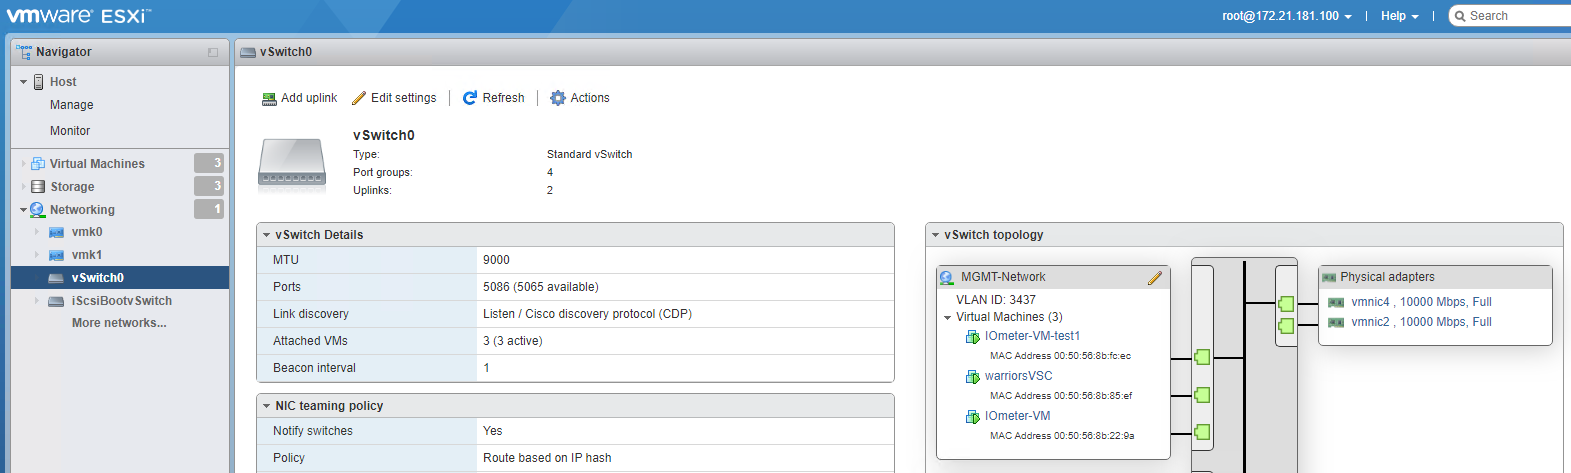 vmware ESXi™
root@172.21.181.100
Help
Search
Navigator
Host
Manage
Monitor
Virtual Machines 3
Storage 3
Networking 1
vmk0
vmk1
vSwitch0
iScsiBootvSwitch
More networks...
vSwitch0
Add uplink
Edit settings
Refresh
Actions
vSwitch0
Type: Standard vSwitch
Port groups: 4
Uplinks: 2
vSwitch Details
MTU 9000
Ports 5086 (5065 available)
Link discovery Listen / Cisco discovery protocol (CDP)
Attached VMs 3 (3 active)
Beacon interval 1
NIC teaming policy
Notify switches Yes
Policy Route based on IP hash
vSwitch topology
MGMT-Network
VLAN ID: 3437
Virtual Machines (3)
IOmeter-VM-test1
MAC Address 00:50:56:8b:fc:ec
warriorsVSC
MAC Address 00:50:56:8b:85:ef
IOmeter-VM
MAC Address 00:50:56:8b:22:9a
Physical adapters
vmnic4 , 10000 Mbps, Full
vmnic2 , 10000 Mbps, Full